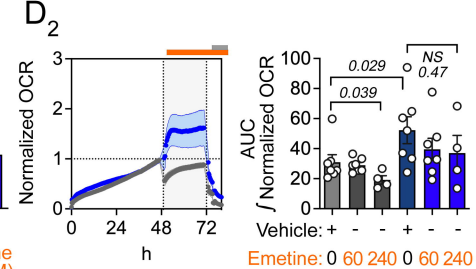 D2
Normalized OCR
3
2
1
0
0 24 48 72
h
AUC
∫ Normalized OCR
100
80
60
40
20
0
0.029
0.039
NS
0.47
Vehicle: + - - + - -
Emetine: 0 60 240 0 60 240